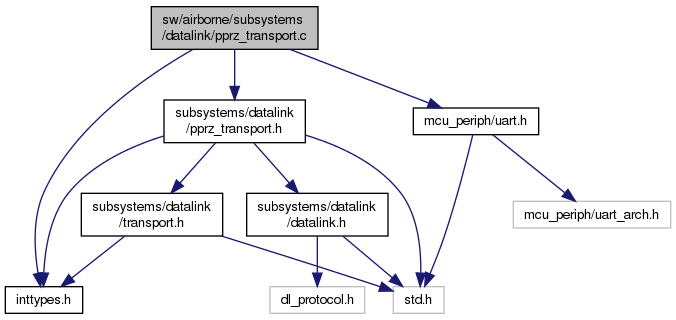 sw/airborne/subsystems
/datalink/pprz_transport.c
subsystems/datalink
/pprz_transport.h
mcu_periph/uart.h
subsystems/datalink
/transport.h
subsystems/datalink
/datalink.h
mcu_periph/uart_arch.h
inttypes.h
dl_protocol.h
std.h